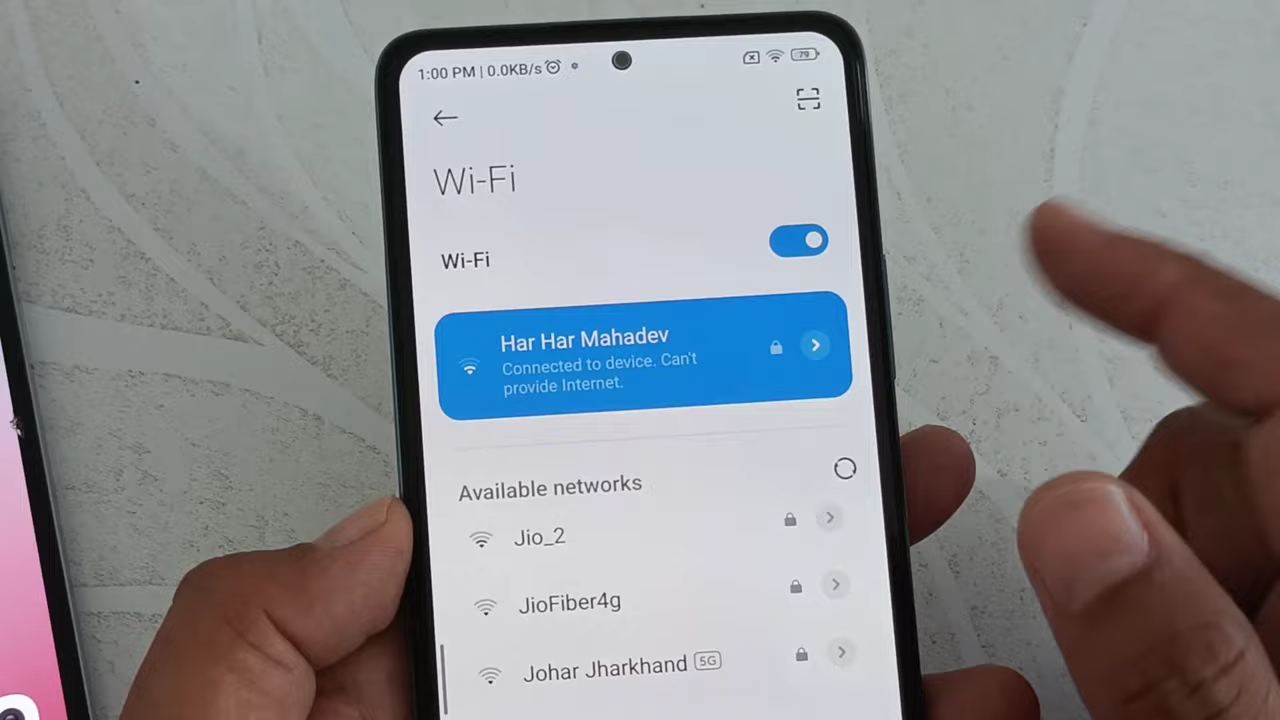 1:00 PM | 0.0KB/s
79
Wi-Fi
Wi-Fi
Har Har Mahadev
Connected to device. Can't
provide Internet.
Available networks
Jio_2
JioFiber4g
Johar Jharkhand 5G